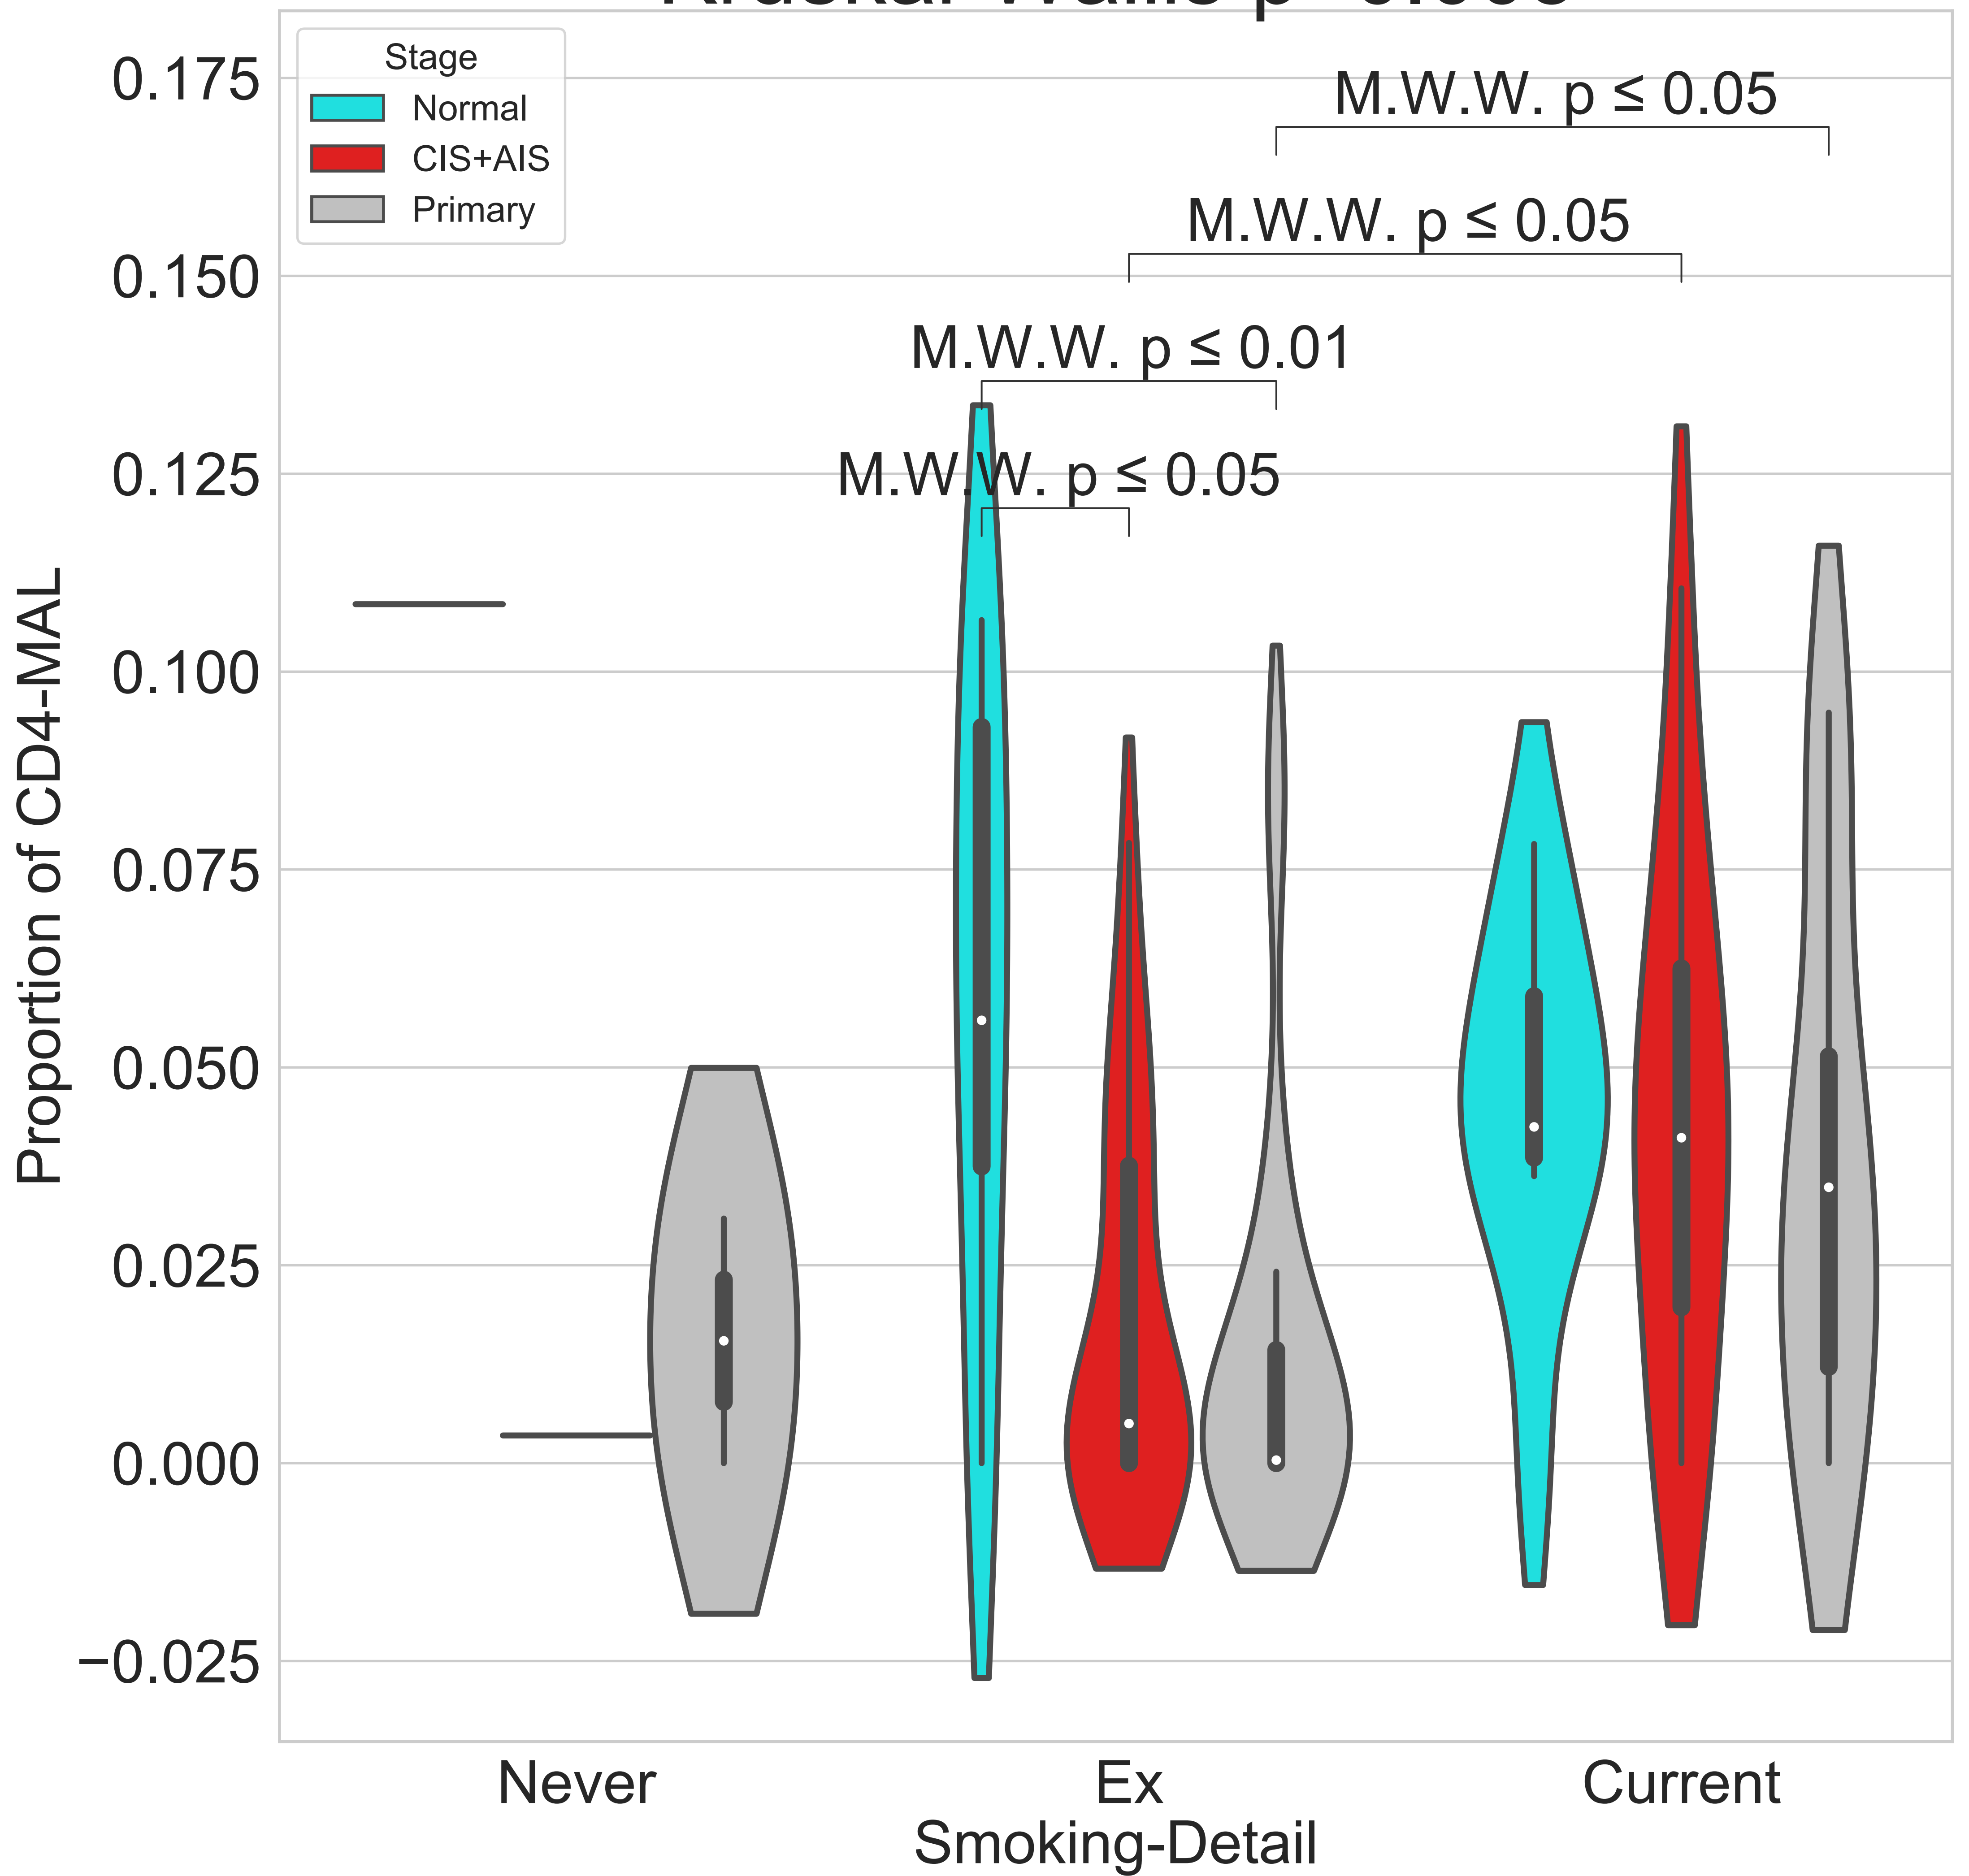 Stage
Normal
CIS+AIS
Primary
M.W.W. p ≤ 0.05
M.W.W. p ≤ 0.05
M.W.W. p ≤ 0.01
M.W.W. p ≤ 0.05
0.175
0.150
0.125
0.100
0.075
0.050
0.025
0.000
−0.025
Proportion of CD4-MAL
Never
Ex
Current
Smoking-Detail